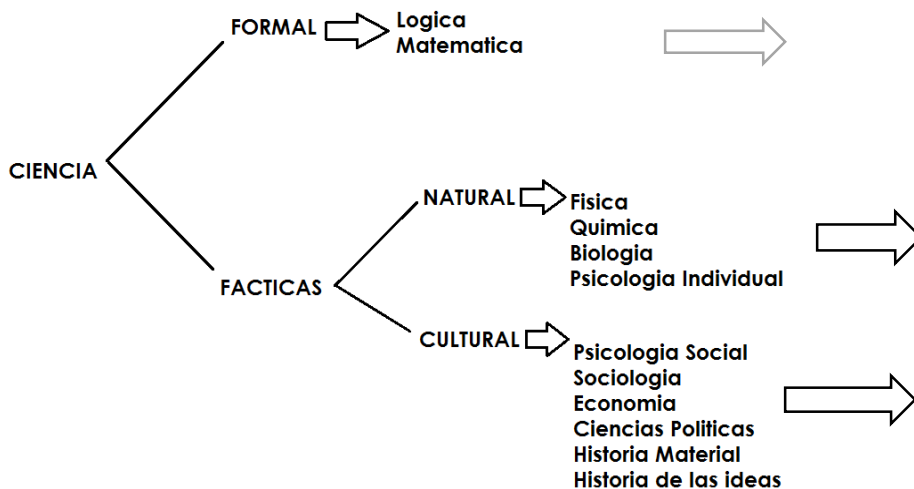 FORMAL
Logica
Matematica
CIENCIA
NATURAL
Fisica
Quimica
Biologia
Psicologia Individual
FACTICAS
CULTURAL
Psicologia Social
Sociologia
Economia
Ciencias Politicas
Historia Material
Historia de las ideas